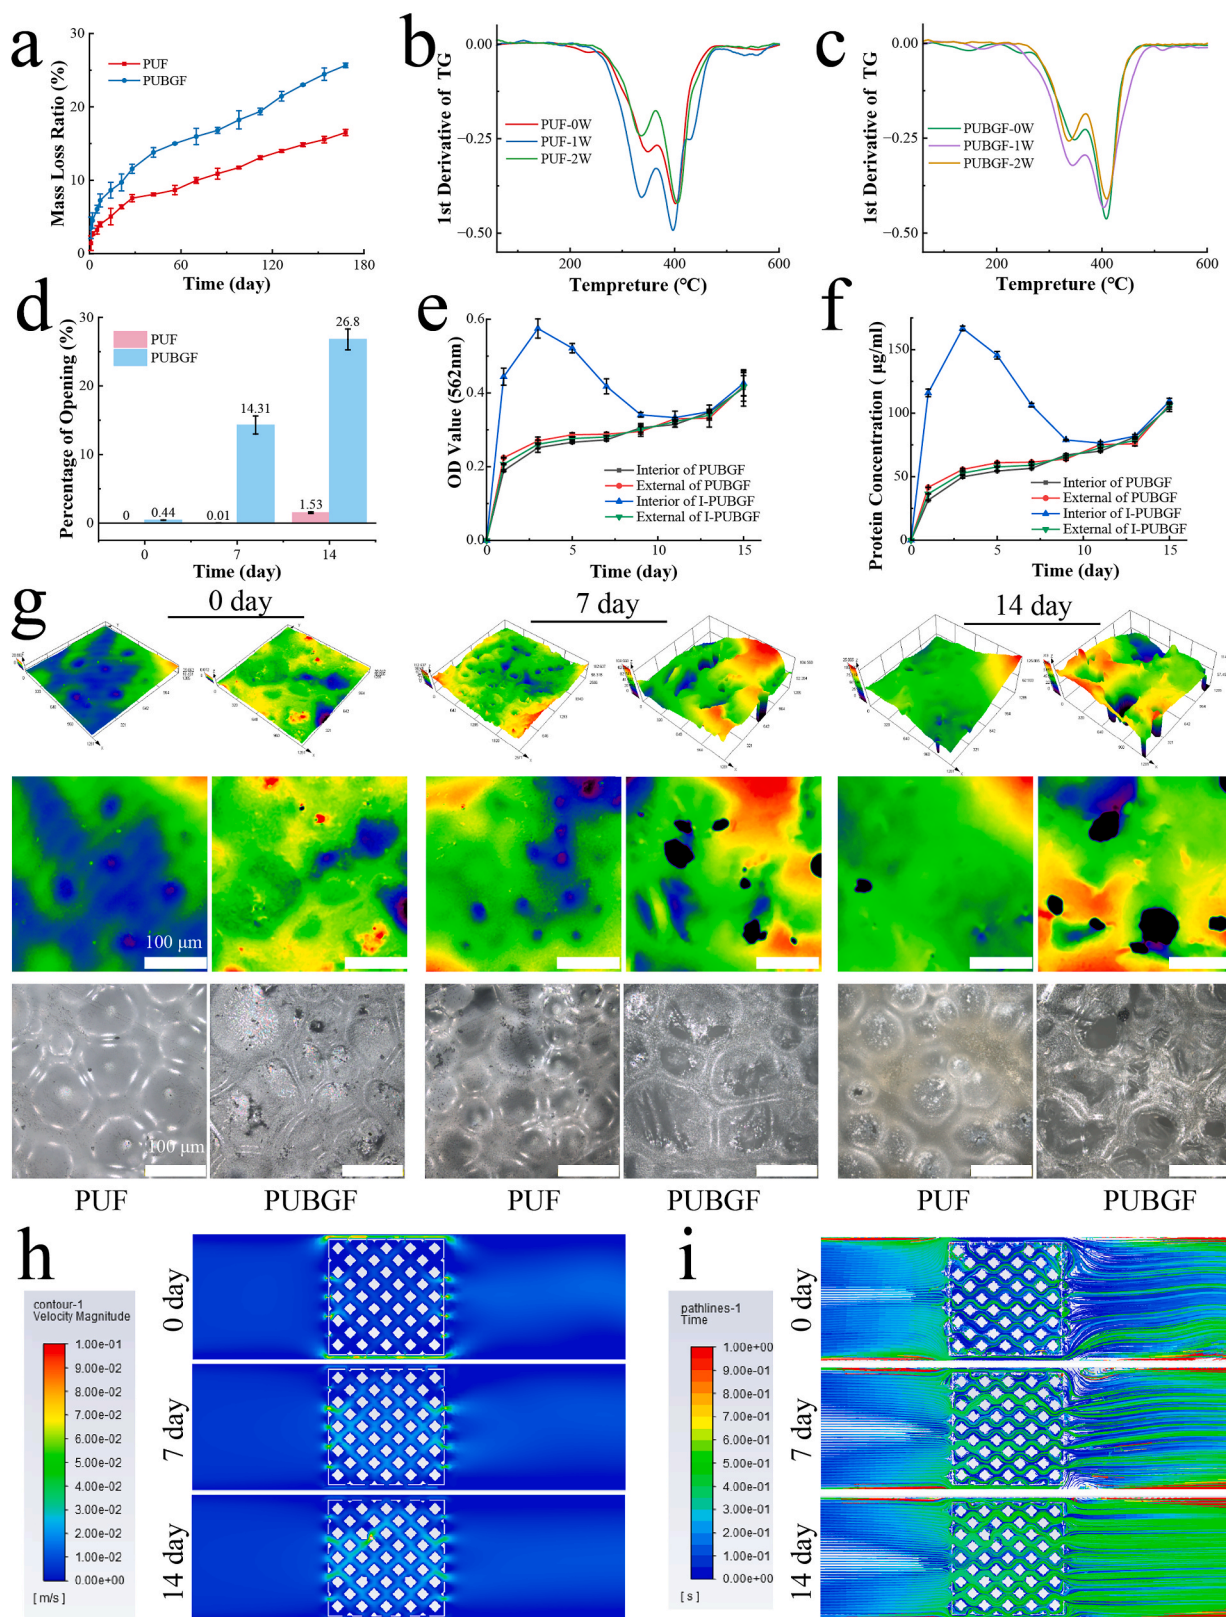 a
Mass Loss Ratio (%)
30
20
10
0
PUF
PUBGF
0
60
120
180
Time (day)
b
1st Derivative of TG
0.00
−0.25
−0.50
PUF-0W
PUF-1W
PUF-2W
200
400
600
Tempreture (℃)
c
1st Derivative of TG
0.00
−0.25
−0.50
PUBGF-0W
PUBGF-1W
PUBGF-2W
200
400
600
Tempreture (℃)
d
Percentage of Opening (%)
30
20
10
0
PUF
PUBGF
0
0.44
0.01
14.31
1.53
26.8
0
7
14
Time (day)
e
OD Value (562nm)
0.6
0.4
0.2
0.0
Interior of PUBGF
External of PUBGF
Interior of I-PUBGF
External of I-PUBGF
0
5
10
15
Time (day)
f
Protein Concentration ( μg/ml)
150
100
50
0
Interior of PUBGF
External of PUBGF
Interior of I-PUBGF
External of I-PUBGF
0
5
10
15
Time (day)
g
0 day
7 day
14 day
100 μm
100 μm
PUF
PUBGF
PUF
PUBGF
PUF
PUBGF
h
contour-1
Velocity Magnitude
1.00e-01
9.00e-02
8.00e-02
7.00e-02
6.00e-02
5.00e-02
4.00e-02
3.00e-02
2.00e-02
1.00e-02
0.00e+00
[ m/s ]
0 day
7 day
14 day
i
pathlines-1
Time
1.00e+00
9.00e-01
8.00e-01
7.00e-01
6.00e-01
5.00e-01
4.00e-01
3.00e-01
2.00e-01
1.00e-01
0.00e+00
[ s ]
0 day
7 day
14 day